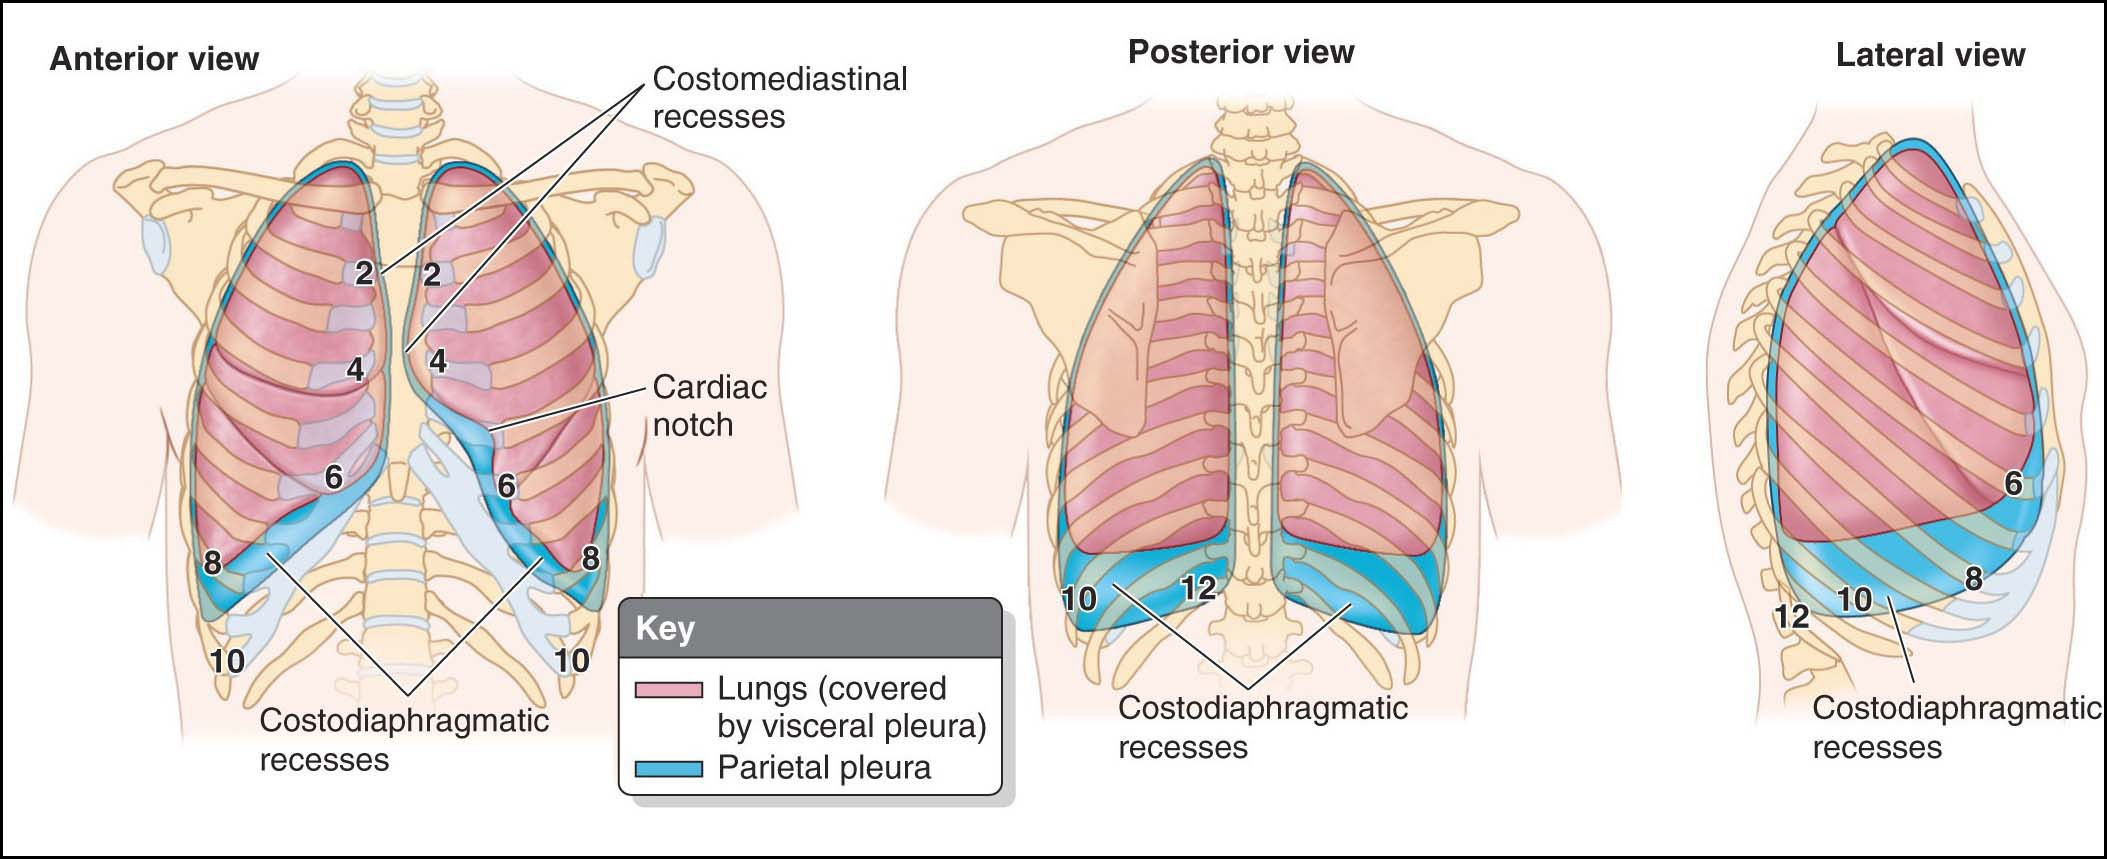 Anterior view
Costomediastinal
recesses
2
2
4
4
Cardiac
notch
6
6
8
8
10
10
Costodiaphragmatic
recesses
Key
Lungs (covered
by visceral pleura)
Parietal pleura
Posterior view
10
12
Costodiaphragmatic
recesses
Lateral view
6
8
10
12
Costodiaphragmatic
recesses